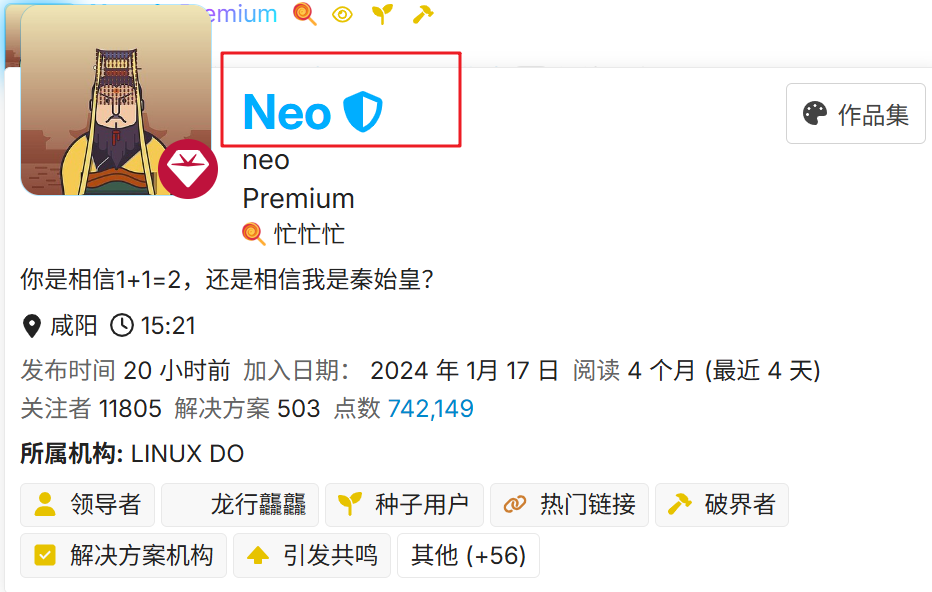 emium
Neo
作品集
neo
Premium
忙忙忙
你是相信1+1=2，还是相信我是秦始皇？
咸阳 15:21
发布时间 20 小时前 加入日期： 2024 年 1月 17 日 阅读 4 个月 (最近 4 天)
关注者 11805 解决方案 503 点数 742,149
所属机构: LINUX DO
领导者 龙行龘龘 种子用户 热门链接 破界者
解决方案机构 引发共鸣 其他 (+56)